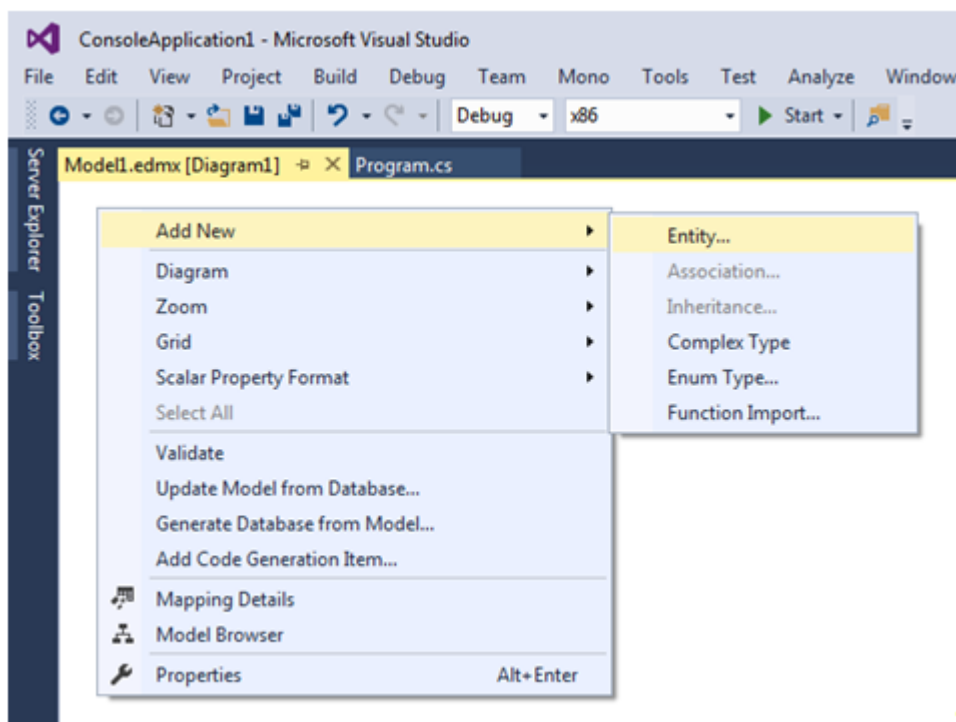 ConsoleApplication1 - Microsoft Visual Studio
File Edit View Project Build Debug Team Mono Tools Test Analyze Window
Debug x86 Start
Server Explorer
Toolbox
Model1.edmx [Diagram1] Program.cs
Add New
Diagram
Zoom
Grid
Scalar Property Format
Select All
Validate
Update Model from Database...
Generate Database from Model...
Add Code Generation Item...
Mapping Details
Model Browser
Properties Alt+Enter
Entity...
Association...
Inheritance...
Complex Type
Enum Type...
Function Import...